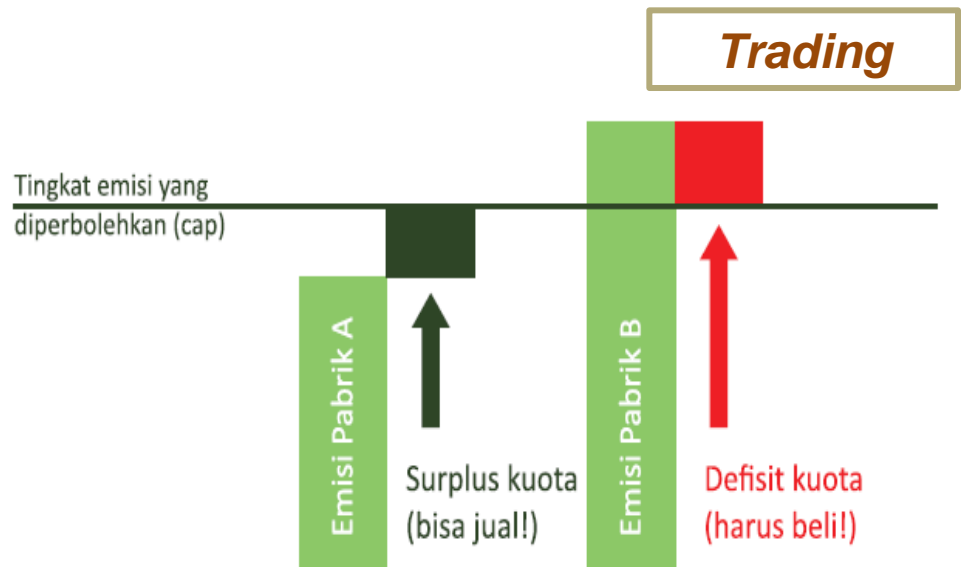 Trading
Tingkat emisi yang
diperbolehkan (cap)
Emisi Pabrik A
Surplus kuota
(bisa jual!)
Emisi Pabrik B
Defisit kuota
(harus beli!)